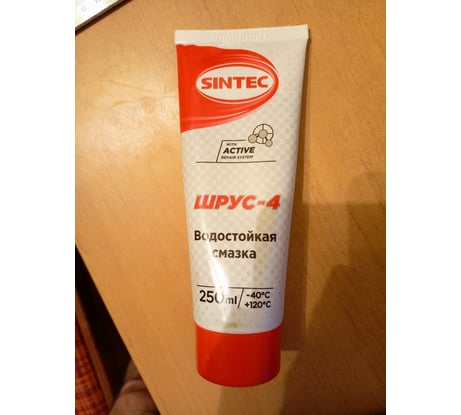 SINTEC
WITH
ACTIVE
REPAIR SYSTEM
ШРУС-4
Водостойкая
смазка
250ml
-40°C
+120°C